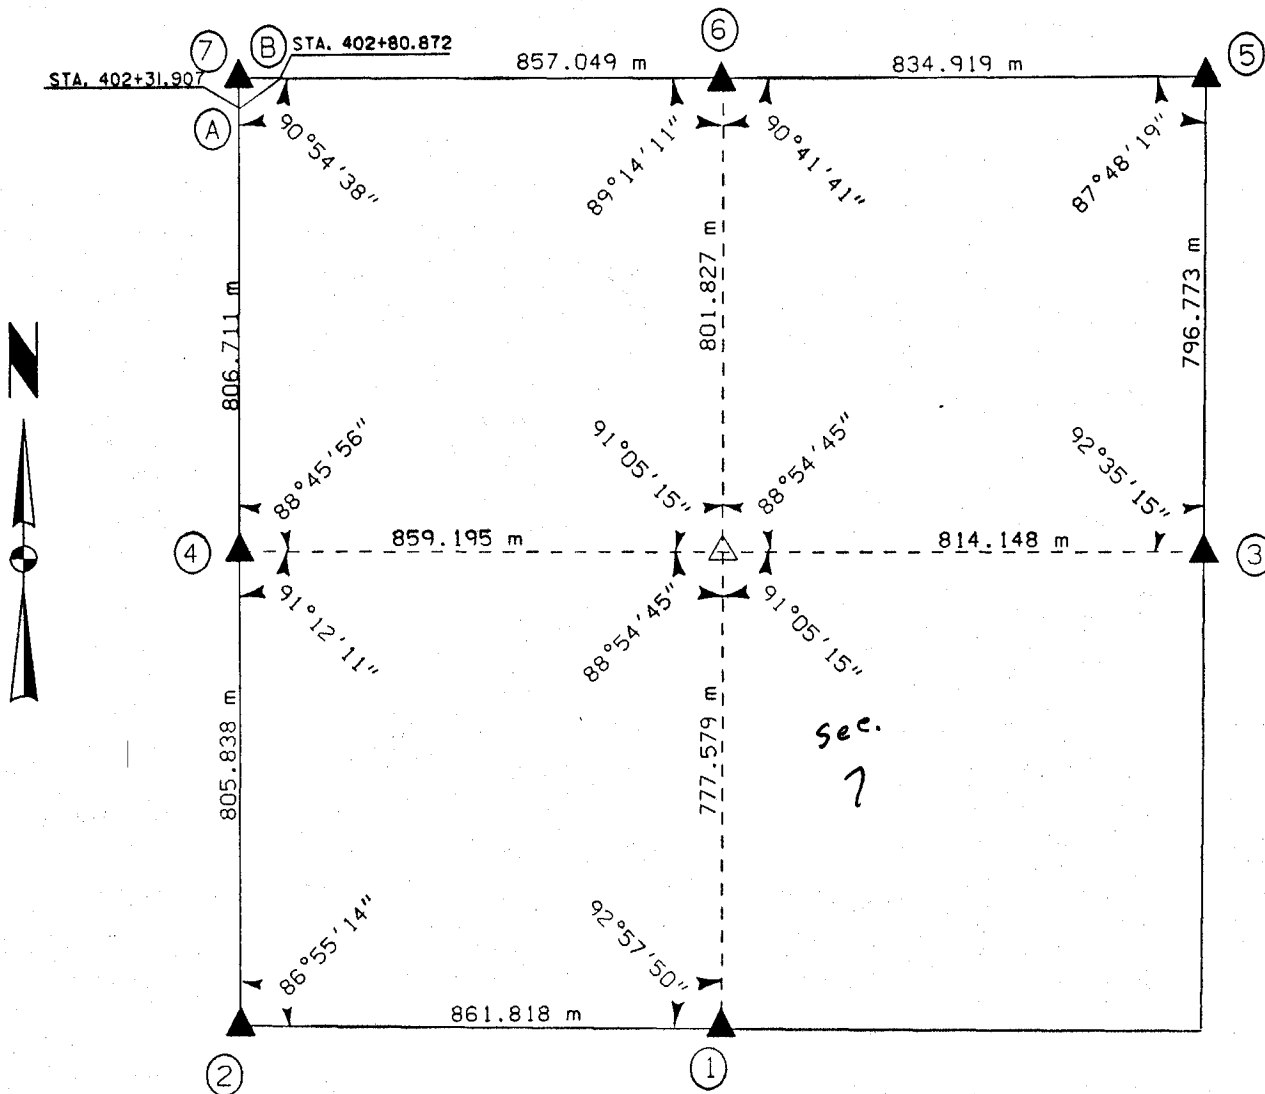 6
7
B
STA. 402+80.872
5
857.049 m
834.919 m
STA. 402+31.907
A
90°54'38"
89°14'11"
90°41'41"
87°48'19"
801.827 m
796.773 m
806.711 m
N
88°45'56"
91°05'15"
88°54'45"
92°35'15"
4
859.195 m
814.148 m
3
91°12'11"
88°54'45"
91°05'15"
805.838 m
777.579 m
sec.
7
86°55'14"
92°57'50"
861.818 m
2
1